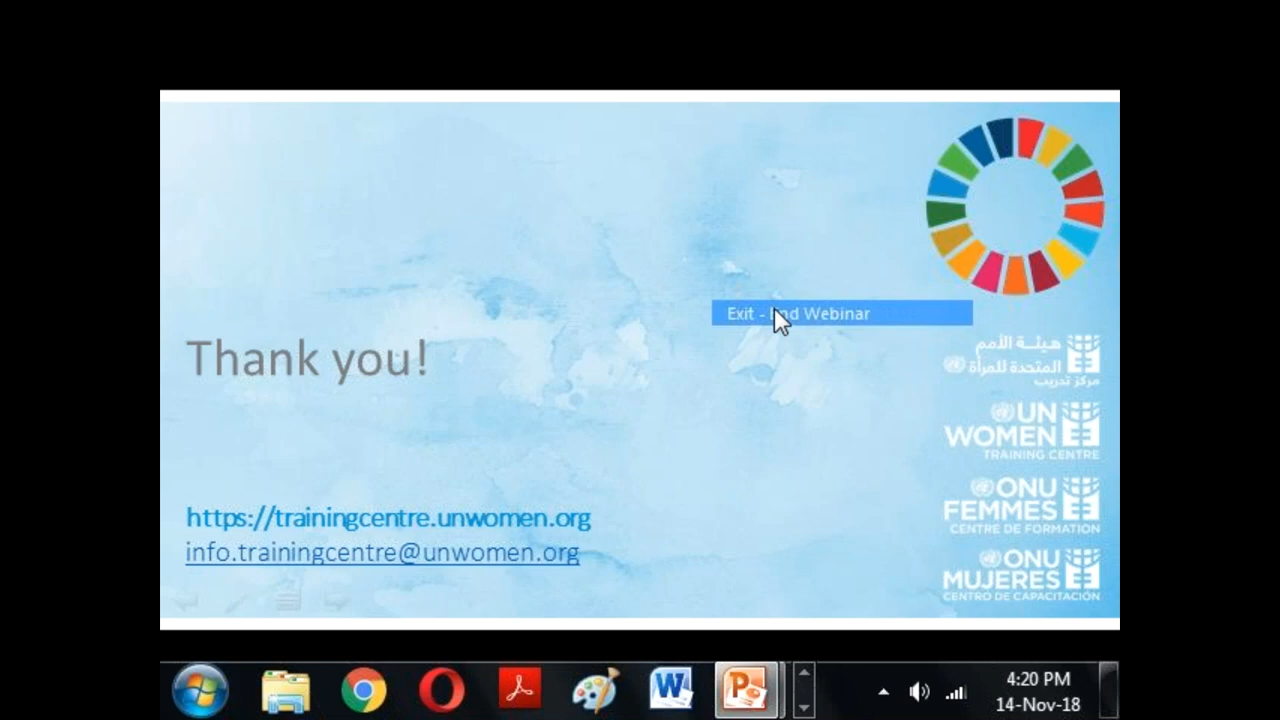 Exit - End Webinar
هيئة الأمم
المتحدة للمرأة
مركز تدريب
Thank you!
UN
WOMEN
TRAINING CENTRE
ONU
FEMMES
CENTRE DE FORMATION
https://trainingcentre.unwomen.org
info.trainingcentre@unwomen.org
ONU
MUJERES
CENTRO DE CAPACITACIÓN
4:20 PM
14-Nov-18